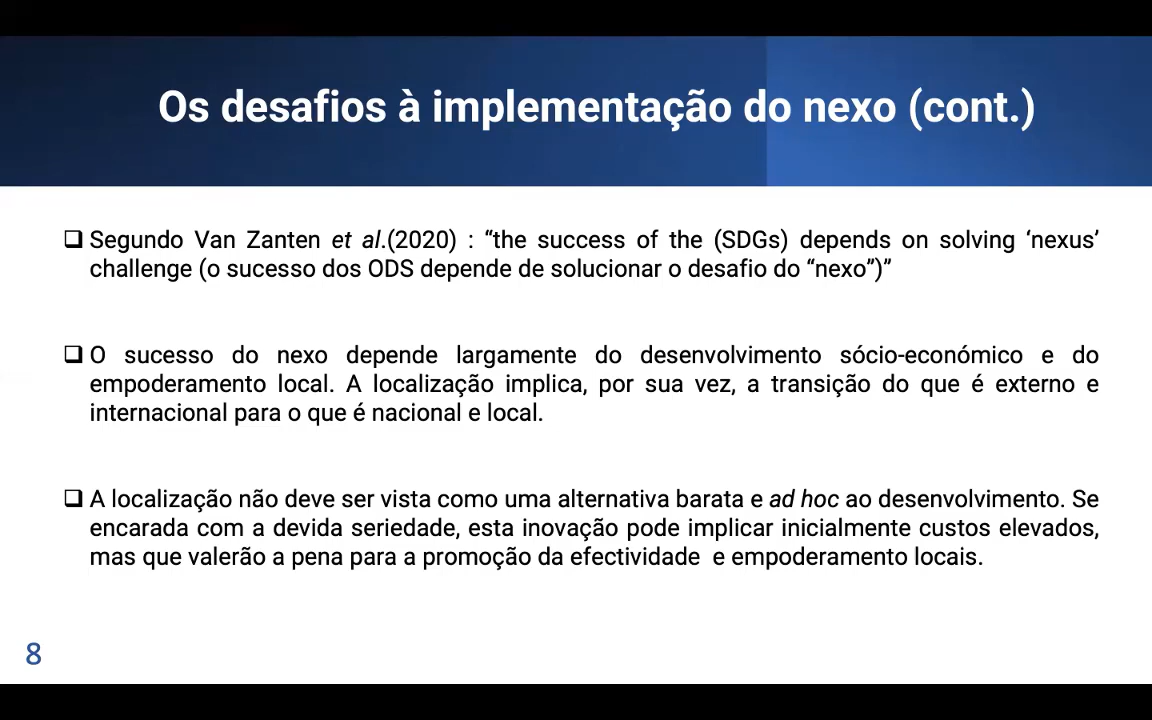 Os desafios à implementação do nexo (cont.)
❑ Segundo Van Zanten et al.(2020) : “the success of the (SDGs) depends on solving ‘nexus’
challenge (o sucesso dos ODS depende de solucionar o desafio do “nexo”)”
❑ O sucesso do nexo depende largamente do desenvolvimento sócio-económico e do
empoderamento local. A localização implica, por sua vez, a transição do que é externo e
internacional para o que é nacional e local.
❑ A localização não deve ser vista como uma alternativa barata e ad hoc ao desenvolvimento. Se
encarada com a devida seriedade, esta inovação pode implicar inicialmente custos elevados,
mas que valerão a pena para a promoção da efectividade e empoderamento locais.
8